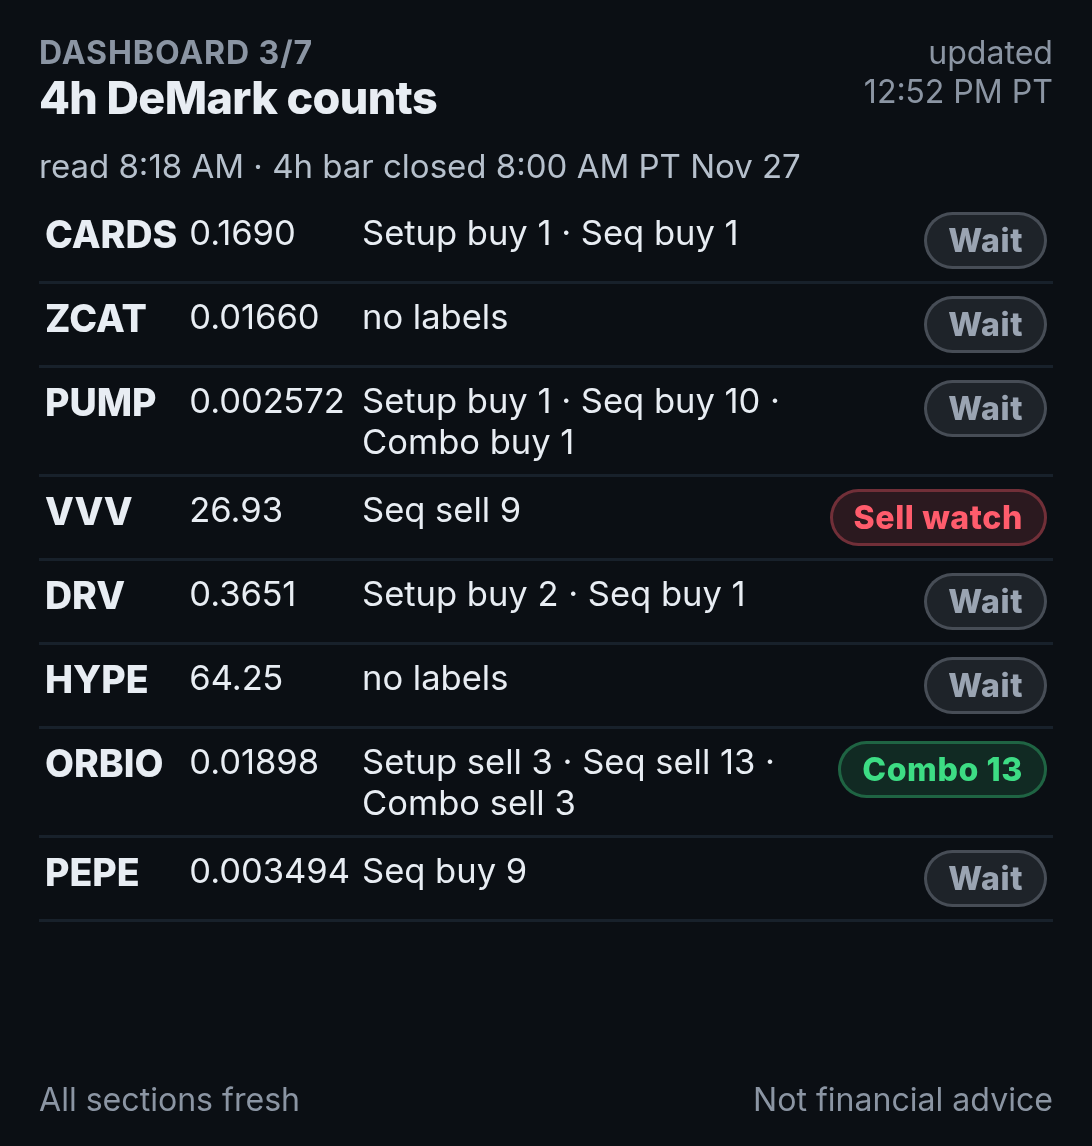 DASHBOARD 3/7
updated
4h DeMark counts
12:52 PM PT
read 8:18 AM · 4h bar closed 8:00 AM PT Nov 27
CARDS 0.1690 Setup buy 1 · Seq buy 1 Wait
ZCAT 0.01660 no labels Wait
PUMP 0.002572 Setup buy 1 · Seq buy 10 · Wait
Combo buy 1
VVV 26.93 Seq sell 9 Sell watch
DRV 0.3651 Setup buy 2 · Seq buy 1 Wait
HYPE 64.25 no labels Wait
ORBIO 0.01898 Setup sell 3 · Seq sell 13 · Combo 13
Combo sell 3
PEPE 0.003494 Seq buy 9 Wait
All sections fresh Not financial advice